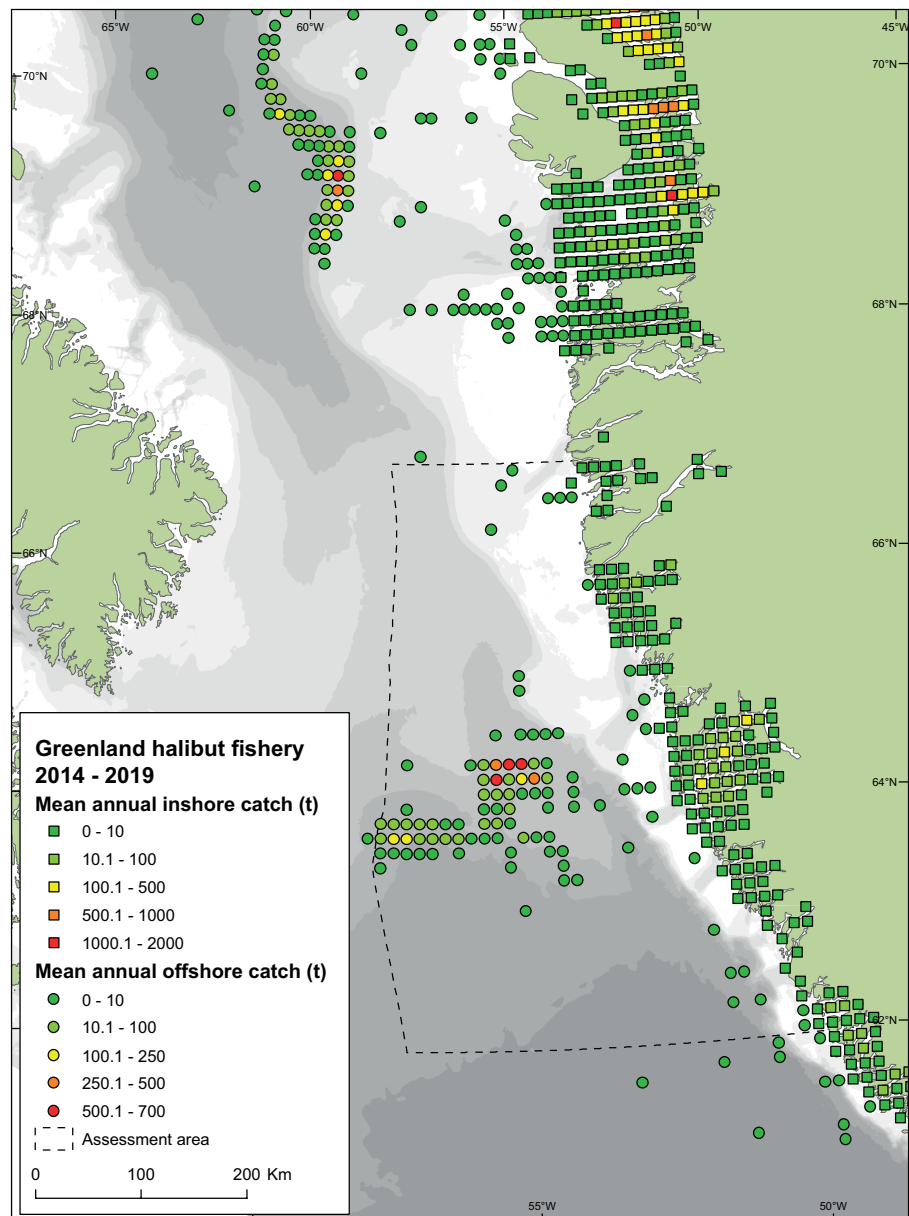 65°W 60°W 55°W 50°W 45°W
70°N 70°N
68°N 68°N
66°N 66°N
64°N 64°N
62°N
55°W 50°W
Greenland halibut fishery
2014 - 2019
Mean annual inshore catch (t)
0 - 10
10.1 - 100
100.1 - 500
500.1 - 1000
1000.1 - 2000
Mean annual offshore catch (t)
0 - 10
10.1 - 100
100.1 - 250
250.1 - 500
500.1 - 700
Assessment area
0 100 200 Km